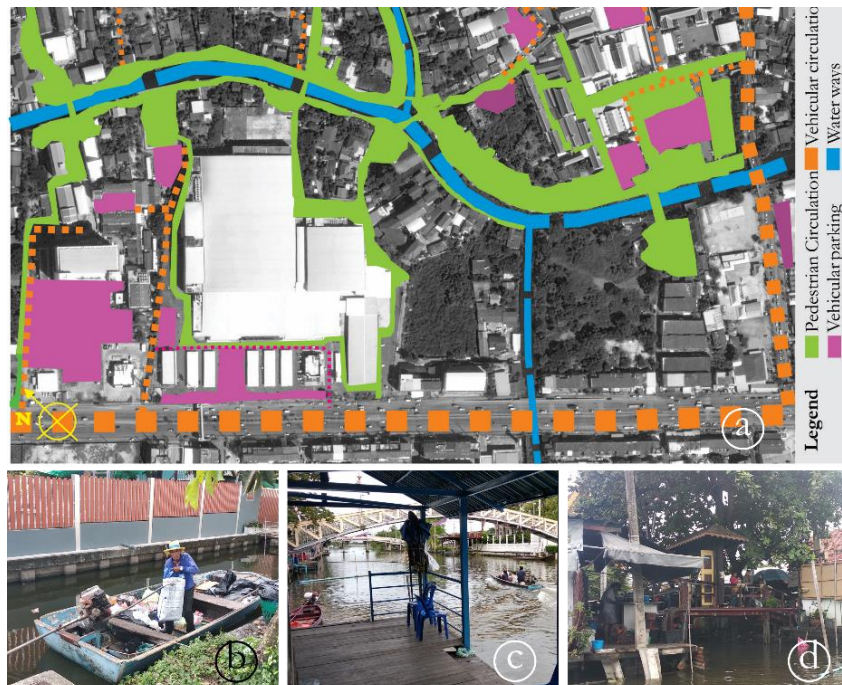 Legend
Pedestrian Circulation
Vehicular circulation
Vehicular parking
Water ways
N
a
b
c
d